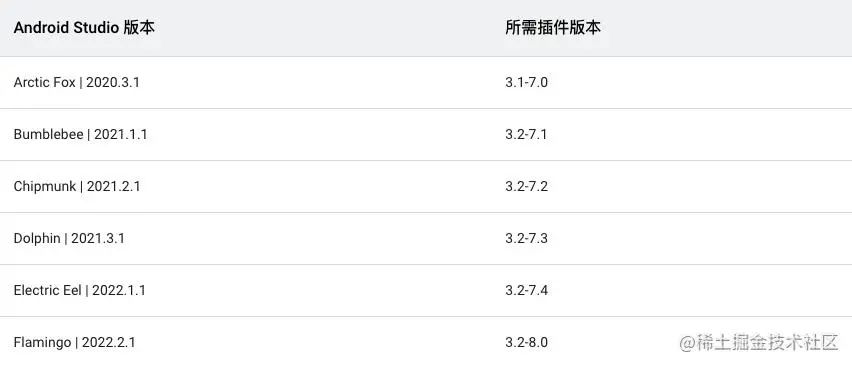 Android Studio 版本 所需插件版本
Arctic Fox | 2020.3.1 3.1-7.0
Bumblebee | 2021.1.1 3.2-7.1
Chipmunk | 2021.2.1 3.2-7.2
Dolphin | 2021.3.1 3.2-7.3
Electric Eel | 2022.1.1 3.2-7.4
Flamingo | 2022.2.1 3.2-8.0
@稀土掘金技术社区